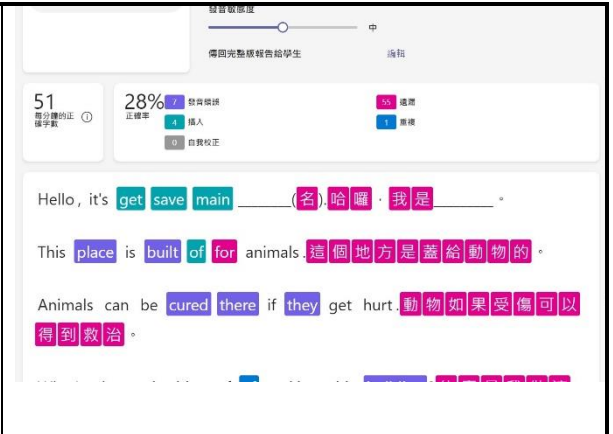 發音敏感度
中
傳回完整版報告給學生 編輯
51
每分鐘的正確字數
28%
正確率
7 發音錯誤
55 遺漏
4 插入
1 重複
0 自我校正
Hello, it's get save main ______(名).哈囉，我是________。
This place is built of for animals.這個地方是蓋給動物的。
Animals can be cured there if they get hurt.動物如果受傷可以
得到救治。